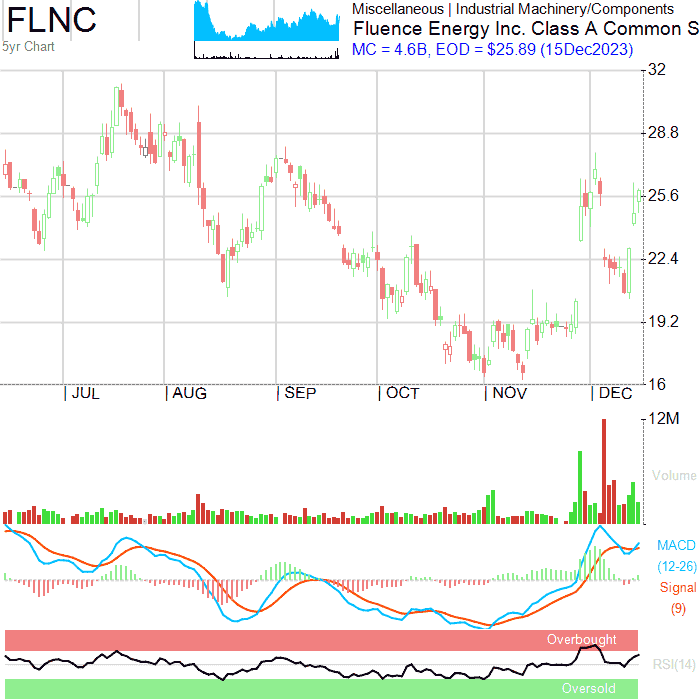 FLNC
5yr Chart
Miscellaneous | Industrial Machinery/Components
Fluence Energy Inc. Class A Common S
MC = 4.6B, EOD = $25.89 (15Dec2023)
32
28.8
25.6
22.4
19.2
16
JUL
AUG
SEP
OCT
NOV
DEC
12M
Volume
MACD
(12-26)
Signal
(9)
Overbought
RSI(14)
Oversold